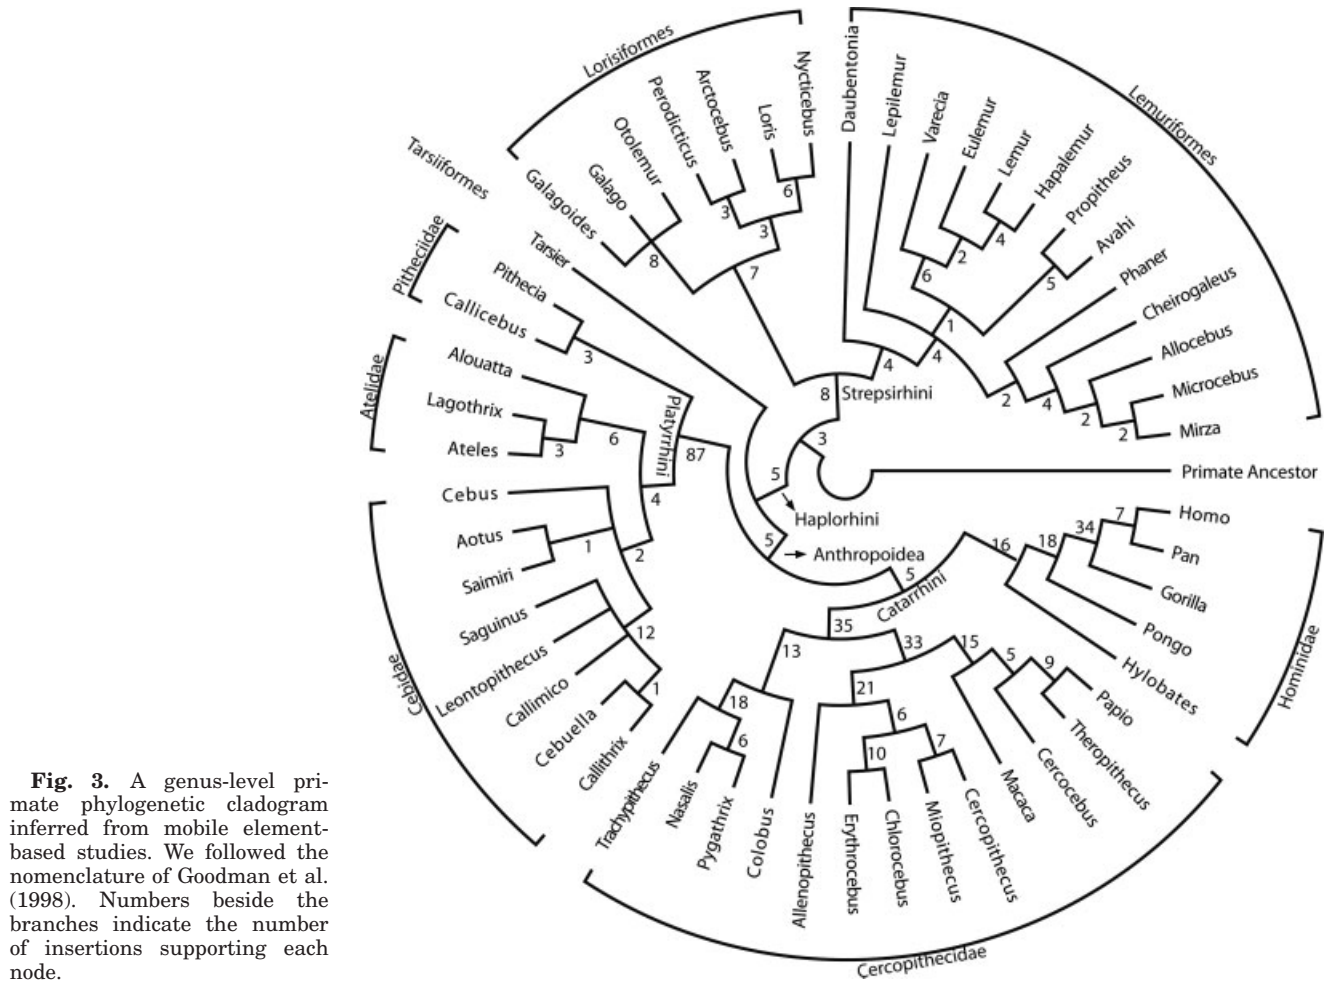 Lorisiformes
Nycticebus
Loris
Arctocebus
Perodicticus
Otolemur
Galago
Galagoides
6
3
3
8
7
Daubentonia
Lepilemur
Varecia
Eulemur
Lemur
Hapalemur
Propitheus
Avahi
Phaner
Cheirogaleus
Allocebus
Microcebus
Mirza
Lemuriformes
4
2
6
5
1
4
4
2
4
2
2
8
Strepsirhini
3
Primate Ancestor
Tarsiiformes
Tarsier
5
Haplorhini
5
Anthropoidea
Pitheciidae
Pithecia
Callicebus
3
Atelidae
Alouatta
Lagothrix
Ateles
3
6
Platyrrhini
87
4
Cebidae
Cebus
Aotus
Saimiri
1
2
Saguinus
Leontopithecus
Callimico
Cebuella
Callithrix
12
1
5
Catarrhini
16
18
34
7
Homo
Pan
Gorilla
Pongo
Hylobates
Hominidae
35
13
33
15
5
9
Papio
Theropithecus
Cercocebus
Macaca
21
6
7
10
Cercopithecus
Miopithecus
Chlorocebus
Erythrocebus
Allenopithecus
18
6
Colobus
Pygathrix
Nasalis
Trachypithecus
Cercopithecidae
Fig. 3. A genus-level pri-
mate phylogenetic cladogram
inferred from mobile element-
based studies. We followed the
nomenclature of Goodman et al.
(1998). Numbers beside the
branches indicate the number
of insertions supporting each
node.